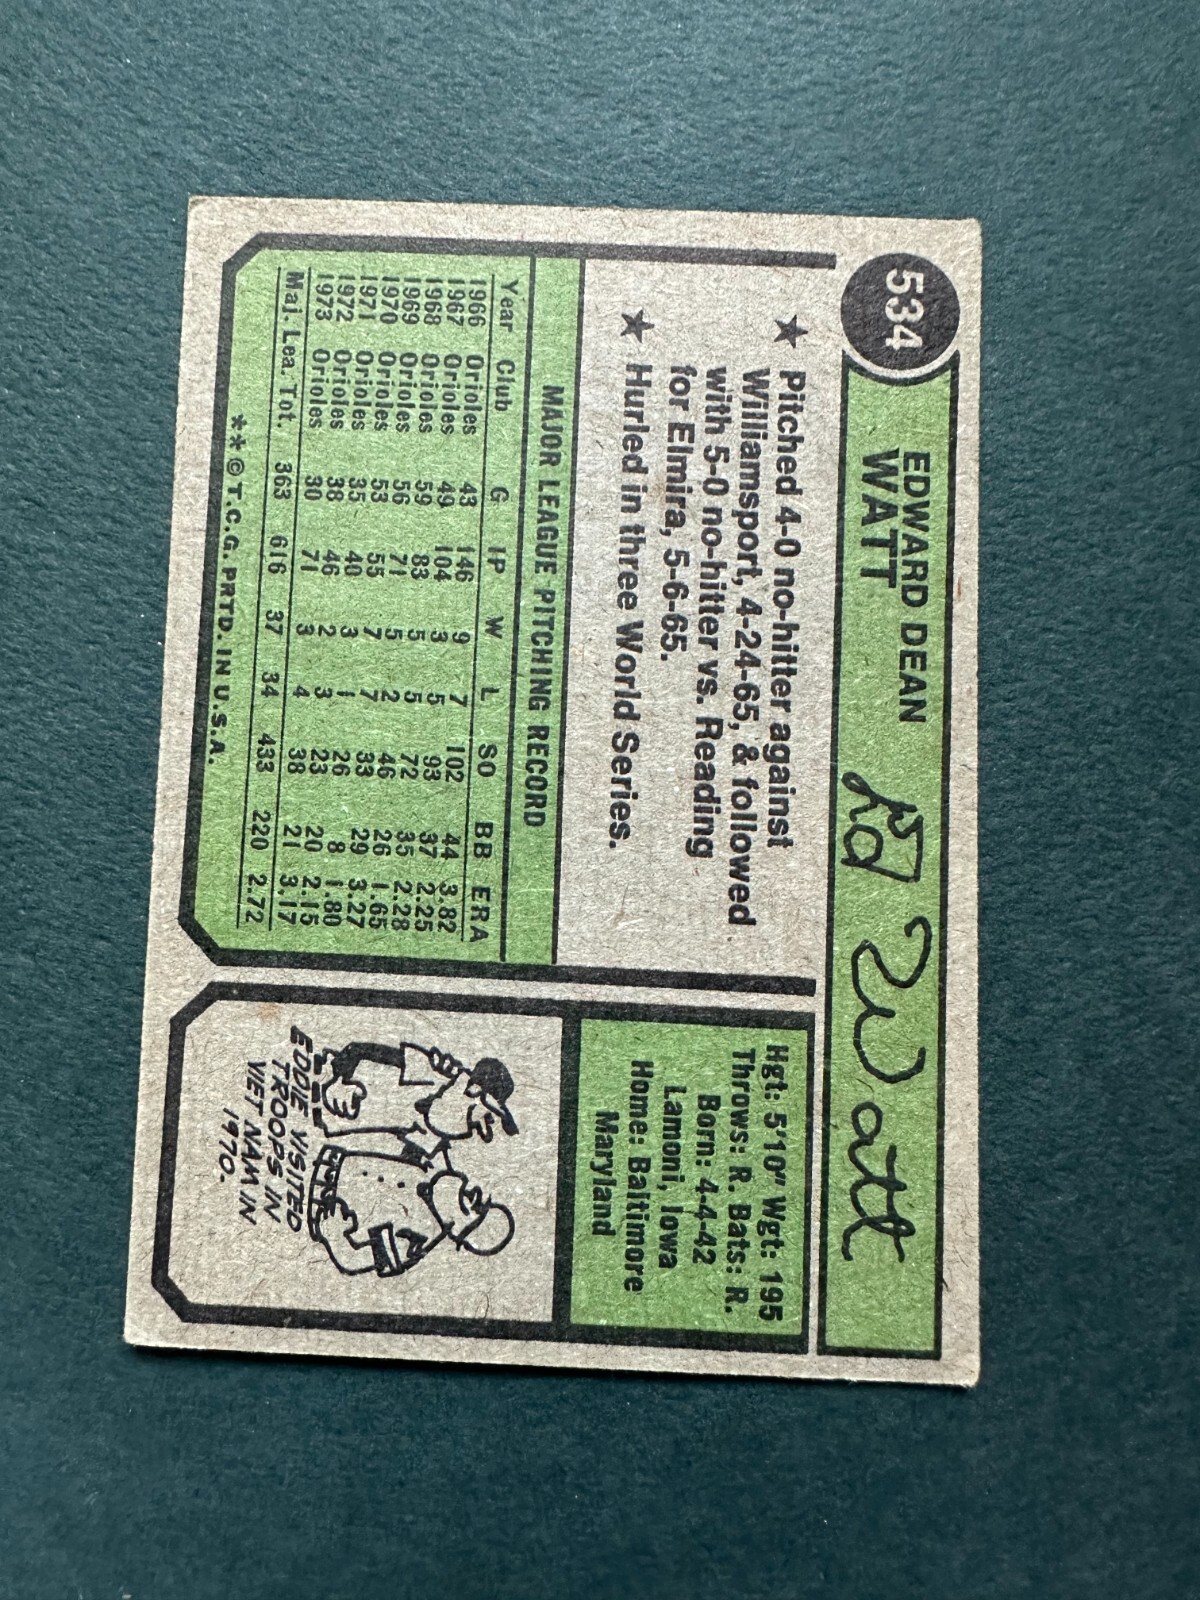 534
EDWARD DEAN
WATT
Ed Watt
★ Pitched 4-0 no-hitter against
Williamsport, 4-24-65, & followed
with 5-0 no-hitter vs. Reading
for Elmira, 5-6-65.
★ Hurled in three World Series.
MAJOR LEAGUE PITCHING RECORD
Year Club G IP W L SO BB ERA
1966 Orioles 43 146 9 7 102 44 3.82
1967 Orioles 49 104 3 5 93 37 2.25
1968 Orioles 59 83 5 5 72 35 2.28
1969 Orioles 56 71 5 2 46 26 1.65
1970 Orioles 53 55 7 7 33 29 3.27
1971 Orioles 35 40 3 1 26 8 1.80
1972 Orioles 38 46 2 3 23 20 2.15
1973 Orioles 30 71 3 4 38 21 3.17
Maj. Lea. Tot. 363 616 37 34 433 220 2.72
**©T.C.G. PRTD. IN U.S.A.
Hgt: 5'10" Wgt: 195
Throws: R. Bats: R.
Born: 4-4-42
Lamoni, Iowa
Home: Baltimore
Maryland
EDDIE VISITED
TROOPS IN
VIET NAM IN
1970.